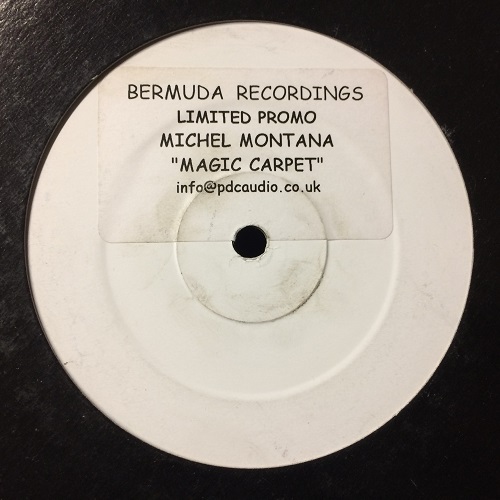 BERMUDA RECORDINGS
LIMITED PROMO
MICHEL MONTANA
"MAGIC CARPET"
info@pdcaudio.co.uk